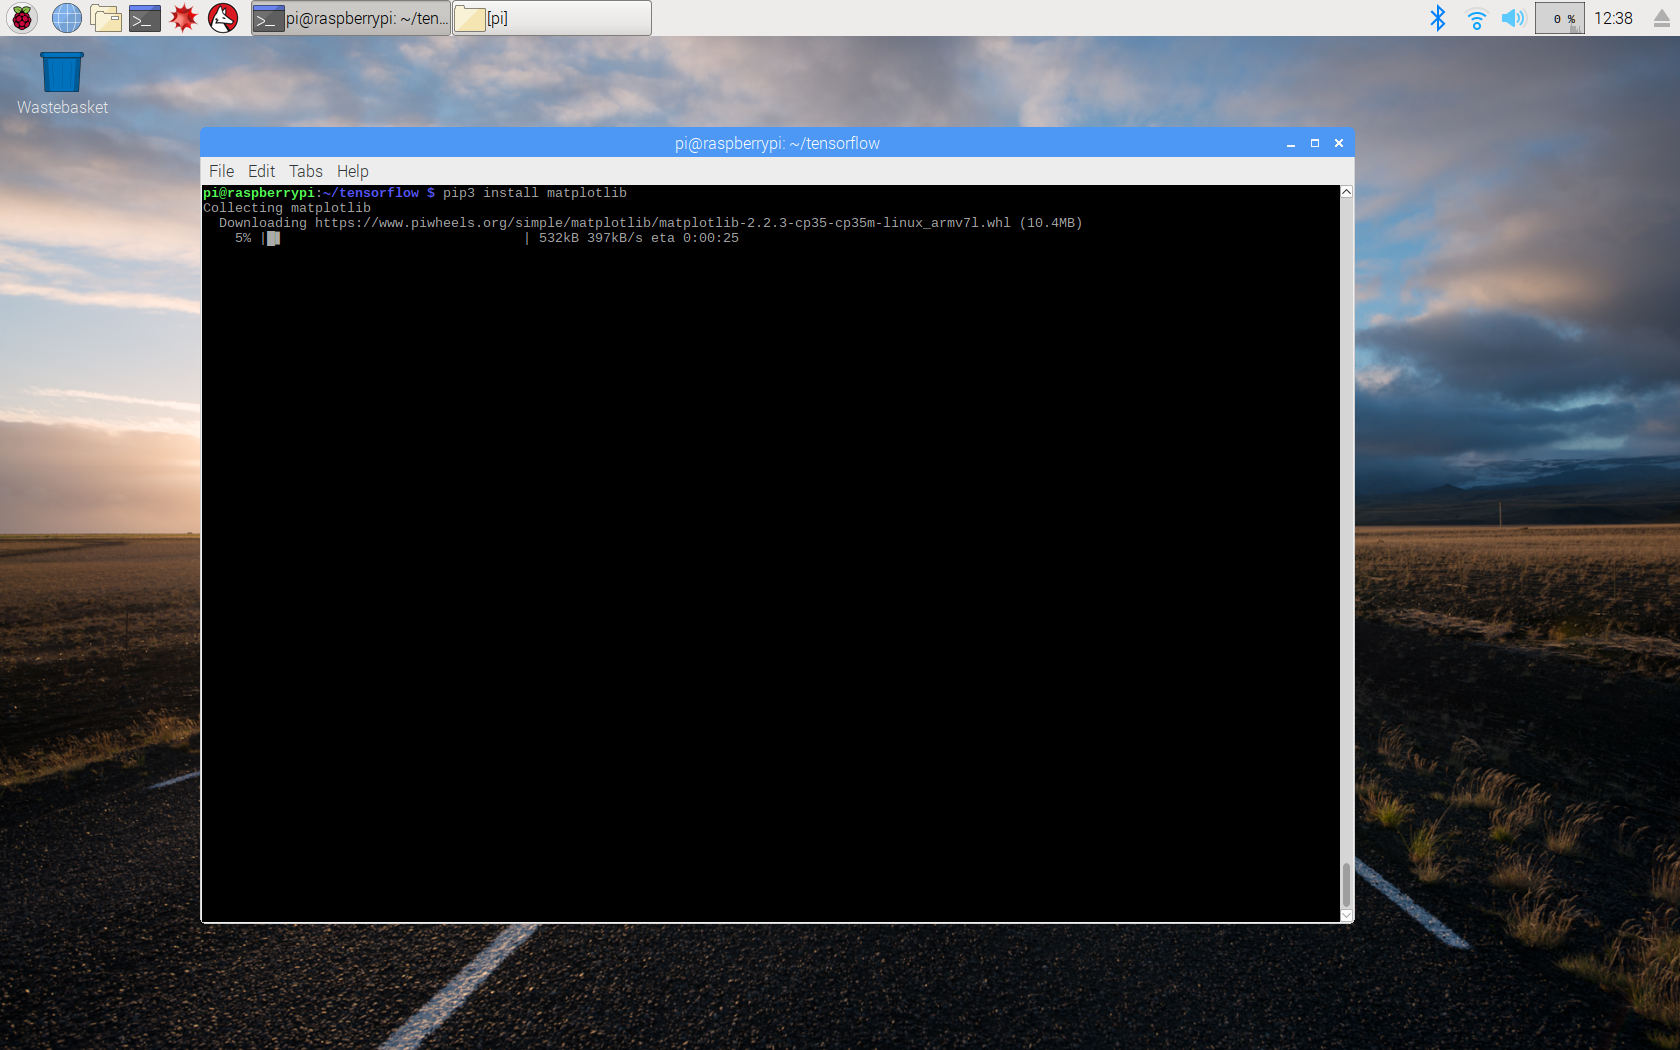 pi@raspberrypi: ~/ten...
[pi]
0 %
12:38
Wastebasket
pi@raspberrypi: ~/tensorflow
File Edit Tabs Help
pi@raspberrypi:~/tensorflow $ pip3 install matplotlib
Collecting matplotlib
Downloading https://www.piwheels.org/simple/matplotlib/matplotlib-2.2.3-cp35-cp35m-linux_armv7l.whl (10.4MB)
5% |█▊ | 532kB 397kB/s eta 0:00:25